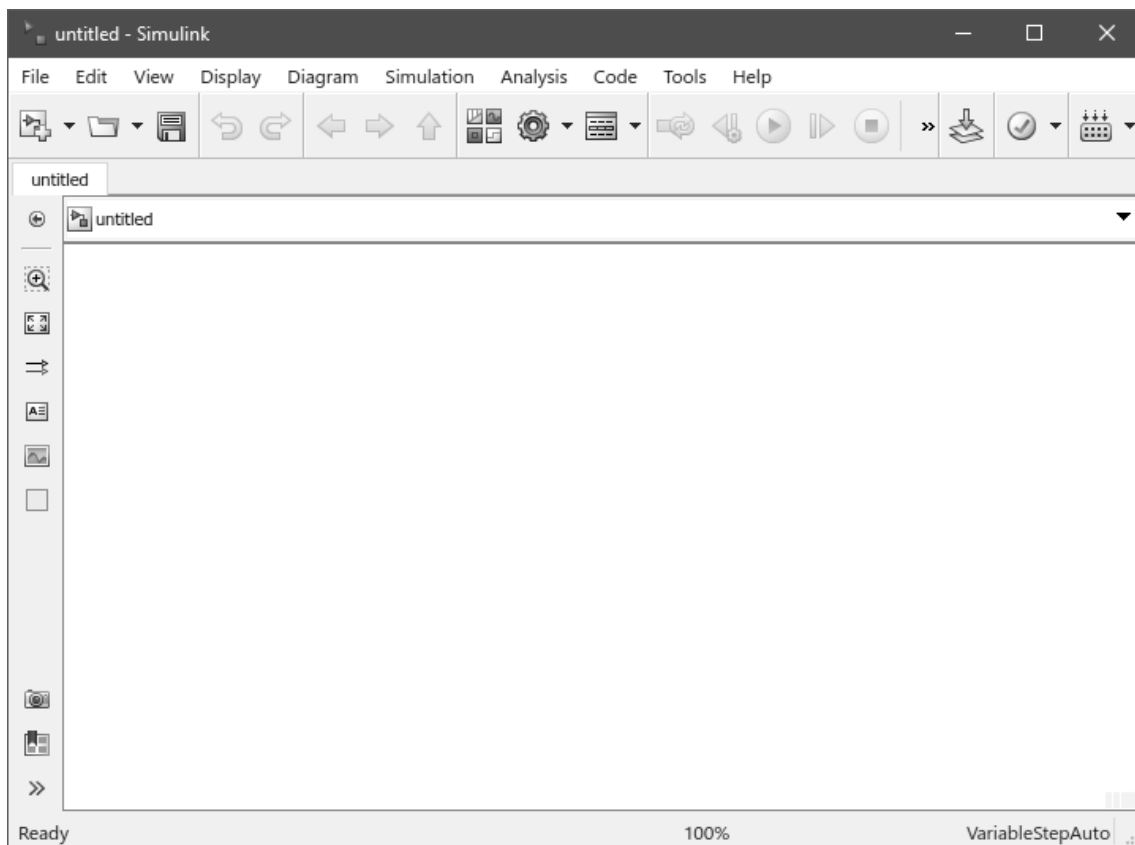 untitled - Simulink
File Edit View Display Diagram Simulation Analysis Code Tools Help
untitled
untitled
Ready 100% VariableStepAuto